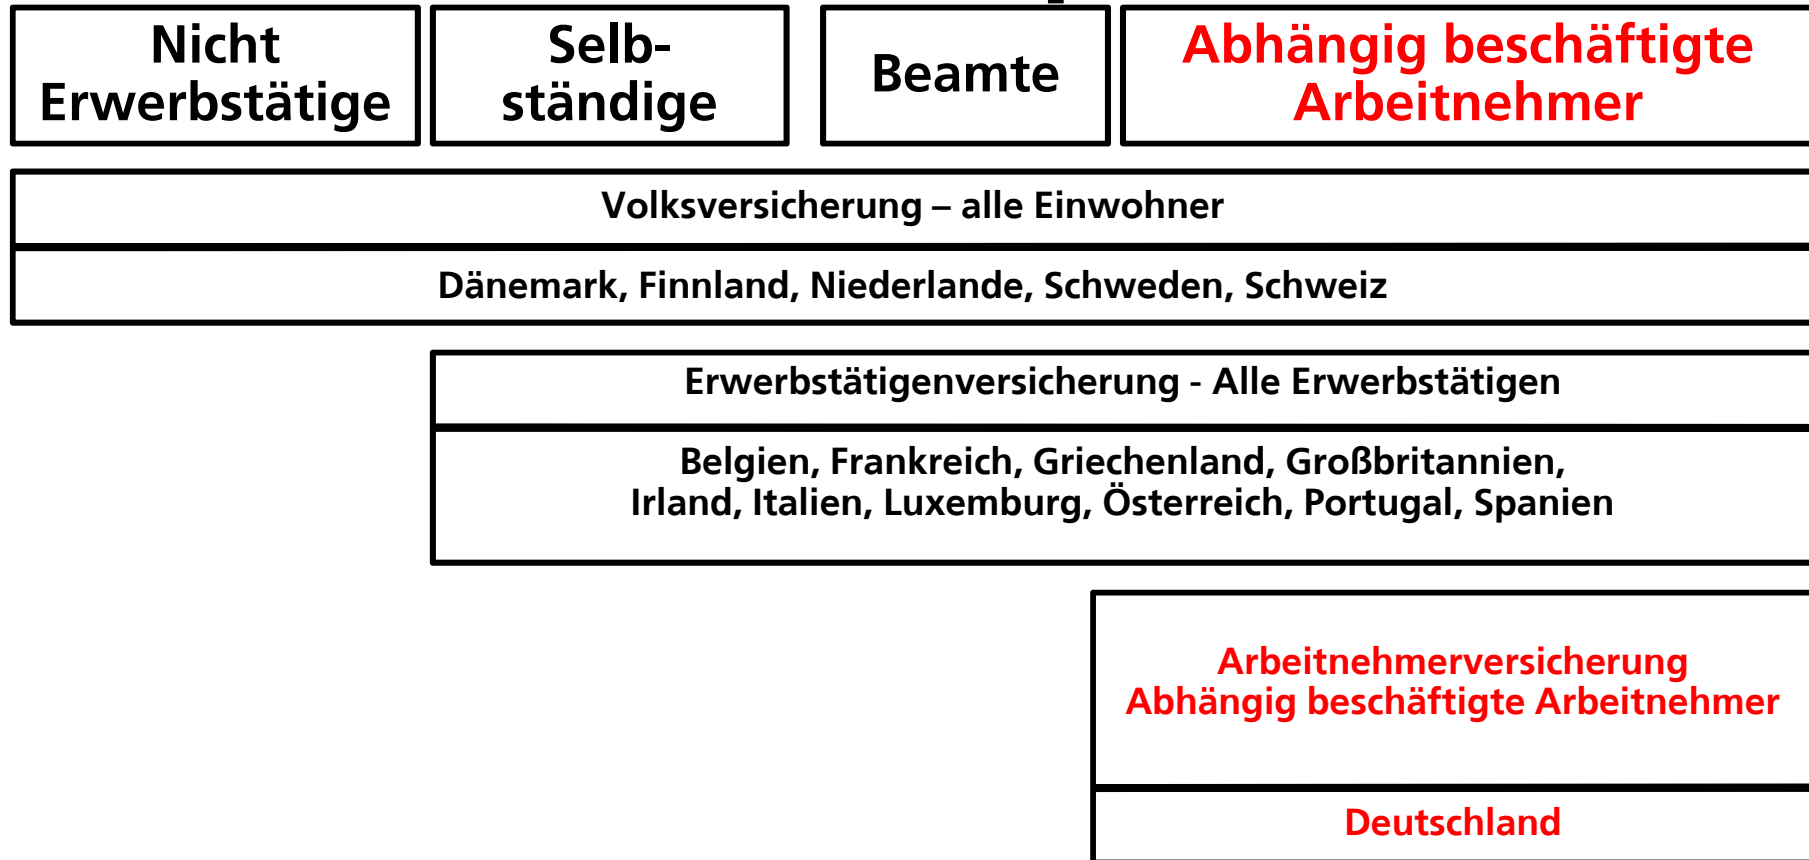 Nicht
Erwerbstätige
Selb-
ständige
Beamte
Abhängig beschäftigte
Arbeitnehmer
Volksversicherung – alle Einwohner
Dänemark, Finnland, Niederlande, Schweden, Schweiz
Erwerbstätigenversicherung - Alle Erwerbstätigen
Belgien, Frankreich, Griechenland, Großbritannien,
Irland, Italien, Luxemburg, Österreich, Portugal, Spanien
Arbeitnehmerversicherung
Abhängig beschäftigte Arbeitnehmer
Deutschland